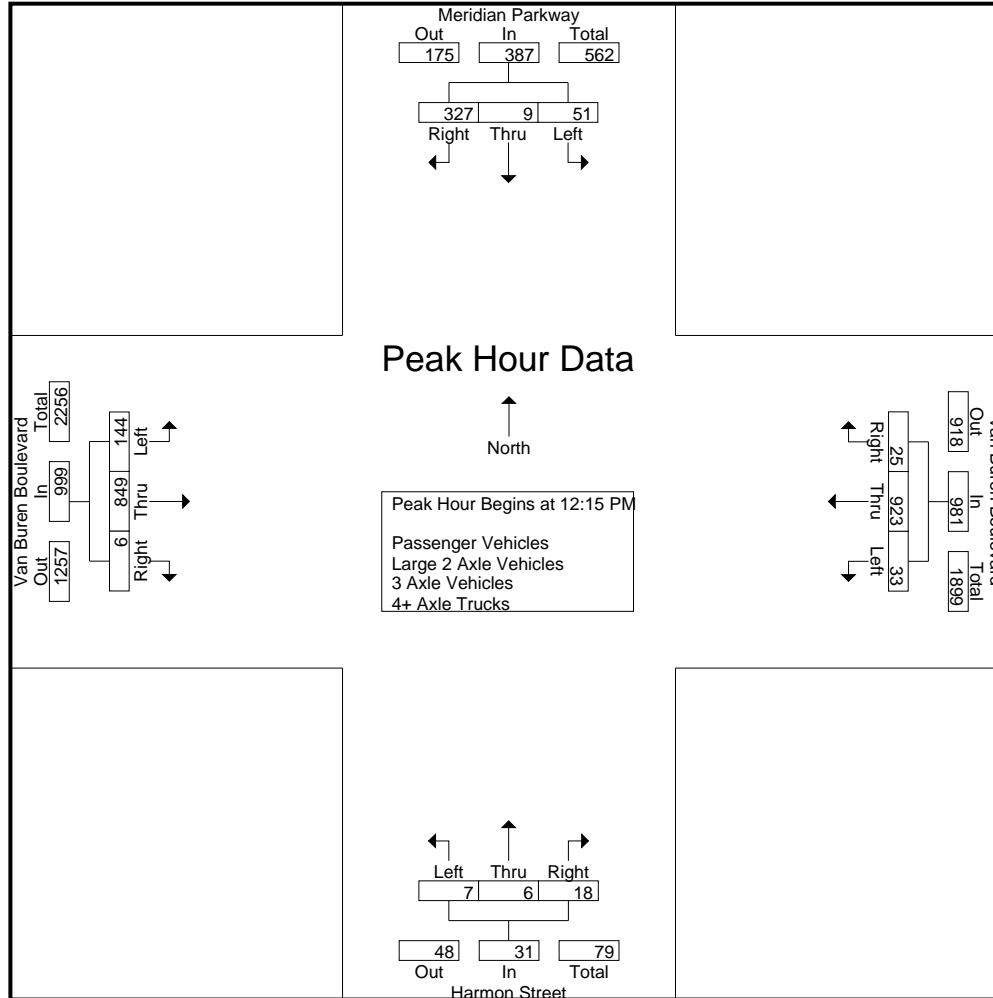 Meridian Parkway
Out In Total
175 387 562
327 9 51
Right Thru Left
Peak Hour Data
North
Peak Hour Begins at 12:15 PM
Passenger Vehicles
Large 2 Axle Vehicles
3 Axle Vehicles
4+ Axle Trucks
Van Buren Boulevard
Out In Total
1257 999 2256
6 849 144
Right Thru Left
Out In Total
918 981 1899
25 923 33
Right Thru Left
Left Thru Right
7 6 18
48 31 79
Out In Total
Harmon Street